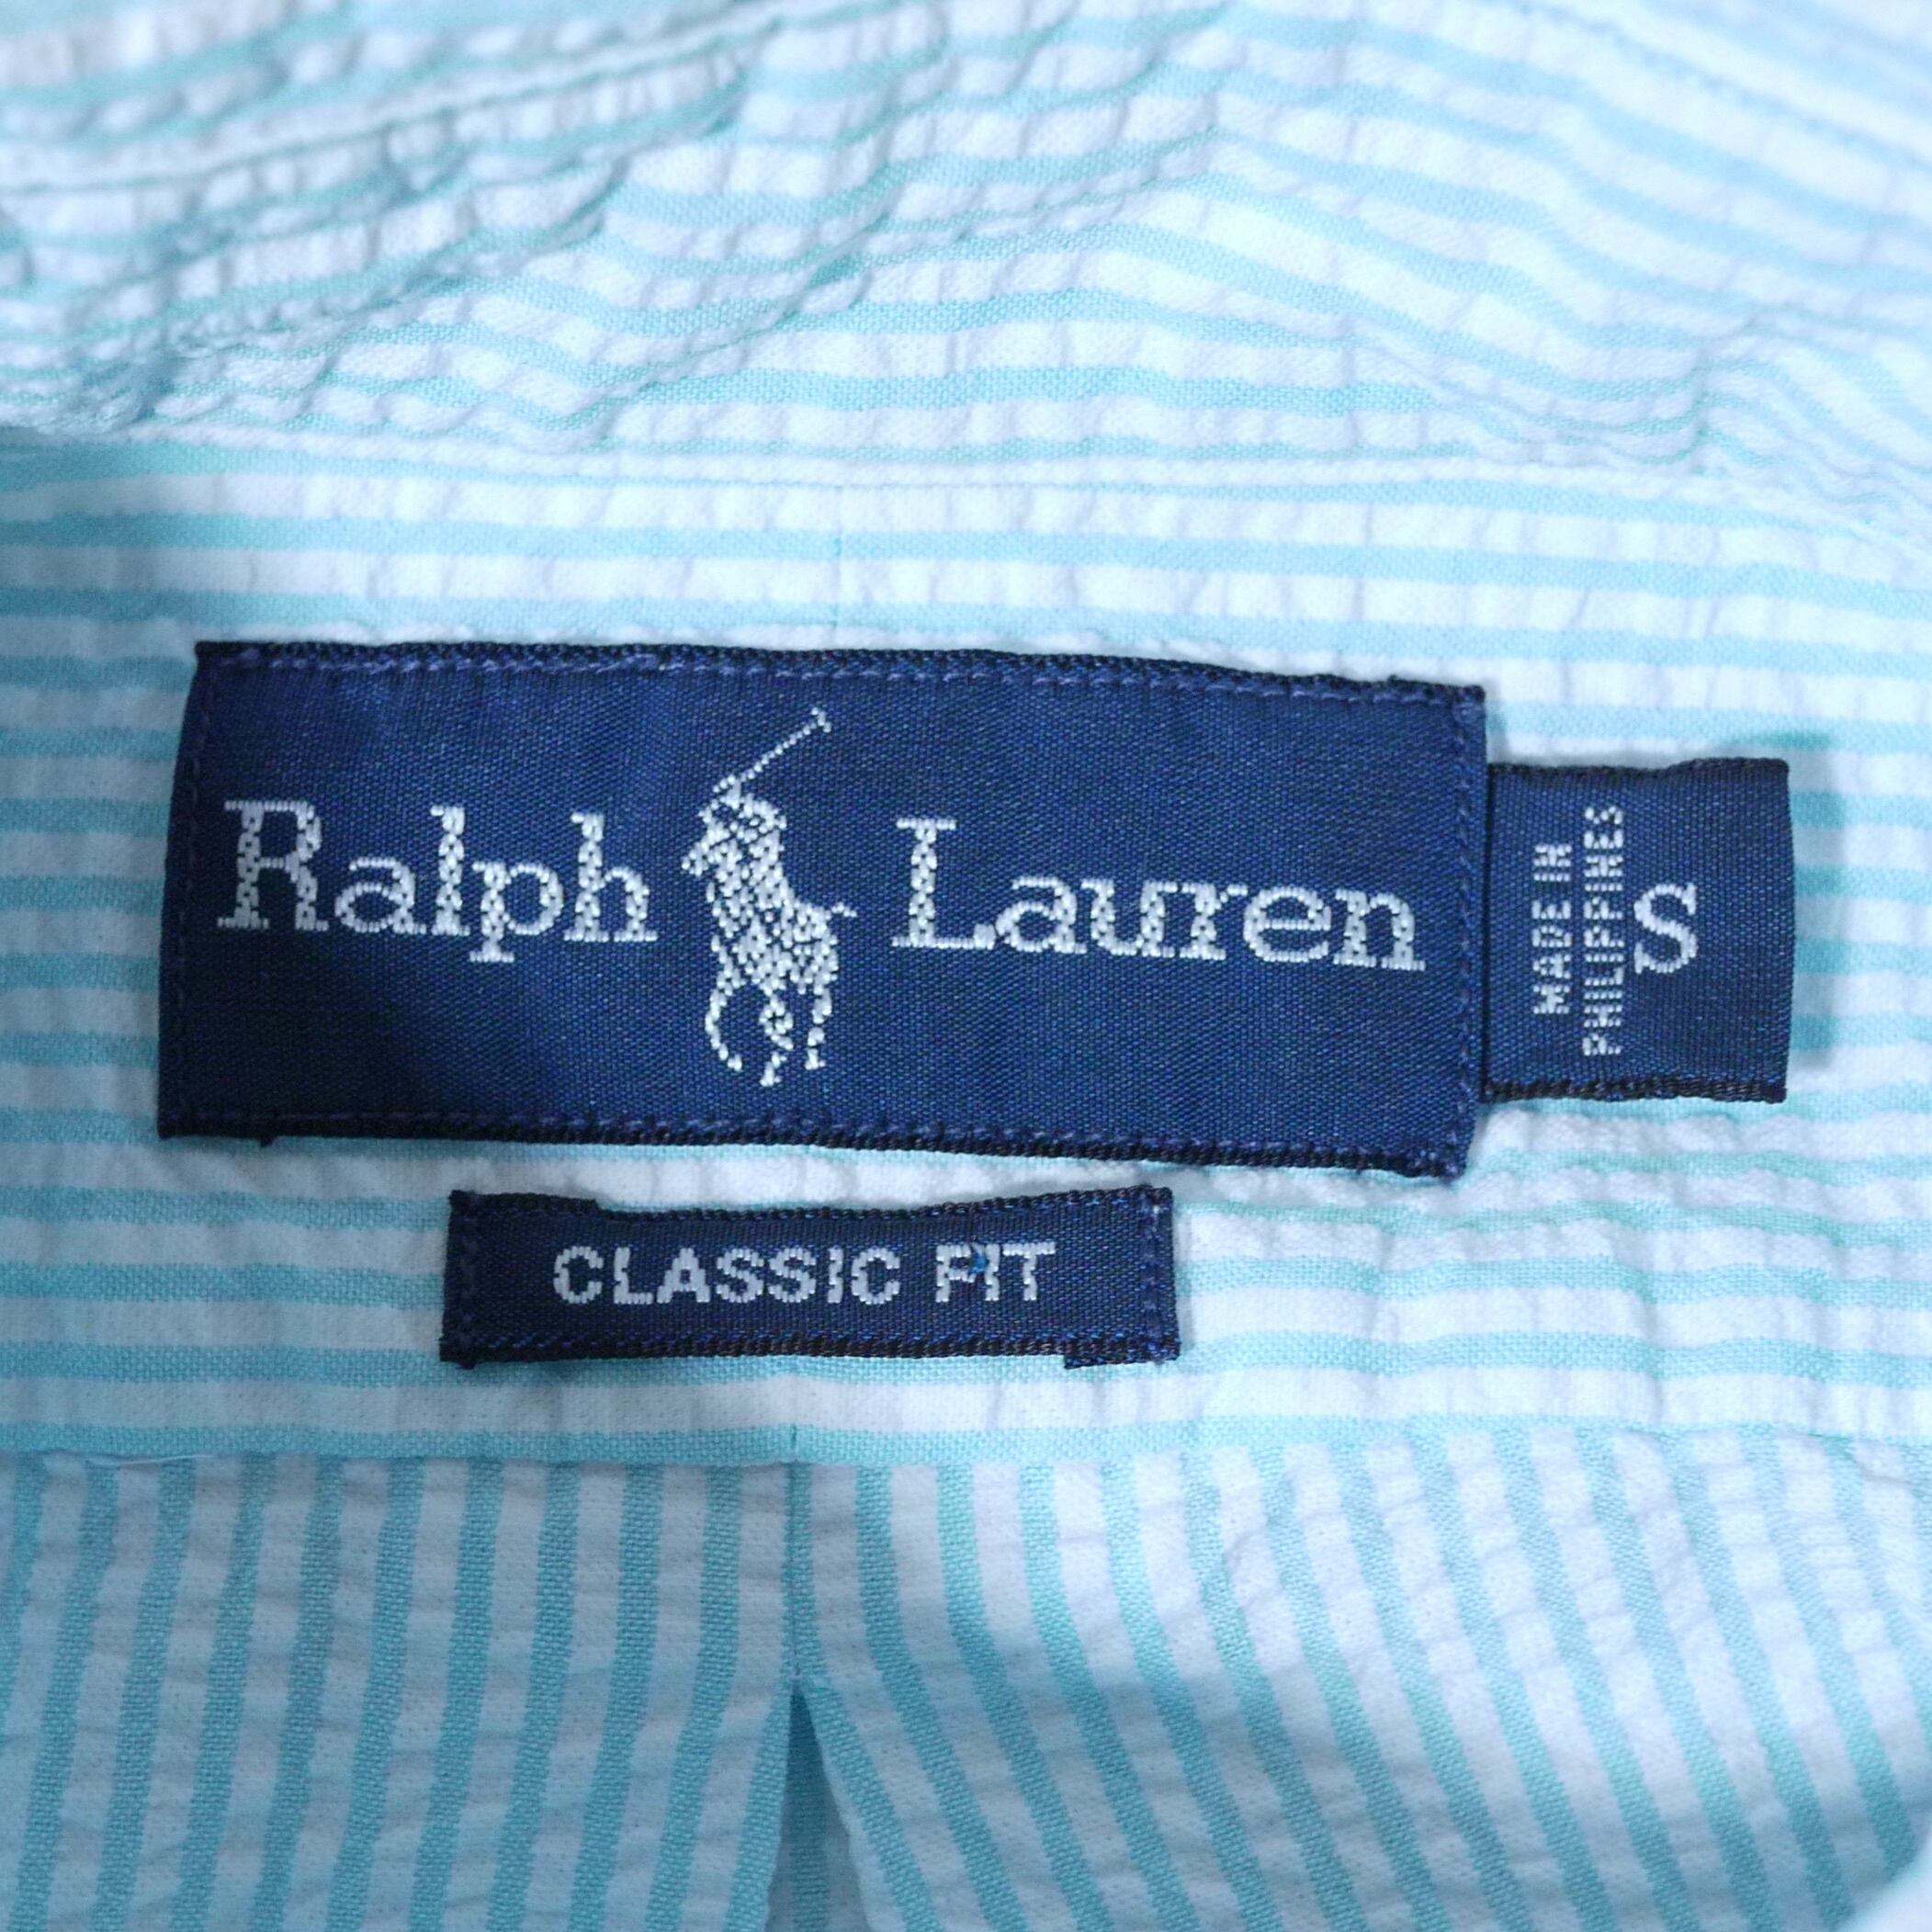 Ralph Lauren
MADE IN
PHILIPPINES
S
CLASSIC FIT